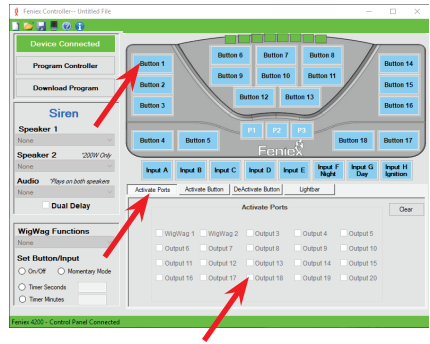 Feniex Controller-- Untitled File
Device Connected
Program Controller
Download Program
Siren
Speaker 1
None
Speaker 2 *200W Only
None
Audio *Plays on both speakers
None
Dual Delay
WigWag Functions
None
Set Button/Input
On/Off Momentary Mode
Timer Seconds
Timer Minutes
Button 1
Button 2
Button 3
Button 4 Button 5
Button 6 Button 7 Button 8
Button 9 Button 10 Button 11
Button 12 Button 13
P1 P2 P3
Feniex
Button 14
Button 15
Button 16
Button 18 Button 17
Input A Input B Input C Input D Input E Input F Night Input G Day Input H Ignition
Activate Ports Activate Button DeActivate Button Lightbar
Activate Ports Clear
WigWag 1 WigWag 2 Output 3 Output 4 Output 5
Output 6 Output 7 Output 8 Output 9 Output 10
Output 11 Output 12 Output 13 Output 14 Output 15
Output 16 Output 17 Output 18 Output 19 Output 20
Feniex 4200 - Control Panel Connected